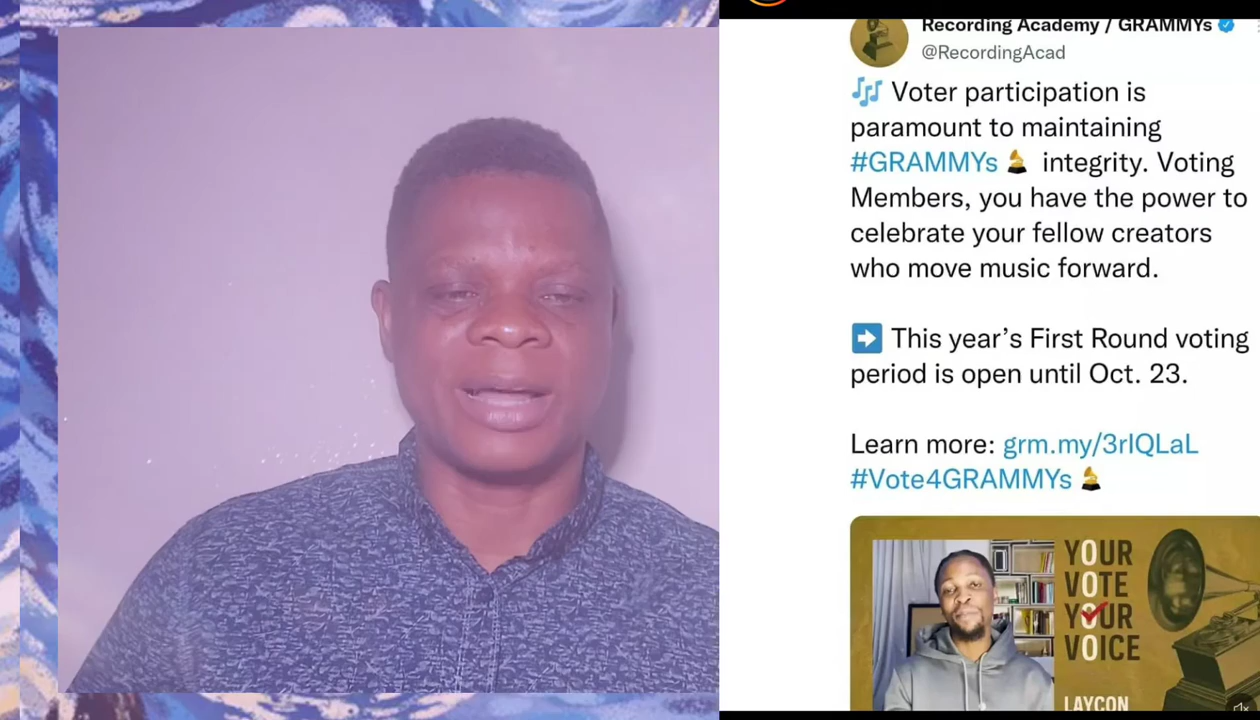 Recording Academy / GRAMMYs
@RecordingAcad
Voter participation is
paramount to maintaining
#GRAMMYs integrity. Voting
Members, you have the power to
celebrate your fellow creators
who move music forward.
This year's First Round voting
period is open until Oct. 23.
Learn more: grm.my/3rIQLaL
#Vote4GRAMMYs
YOUR
VOTE
YOUR
VOICE
LAYCON